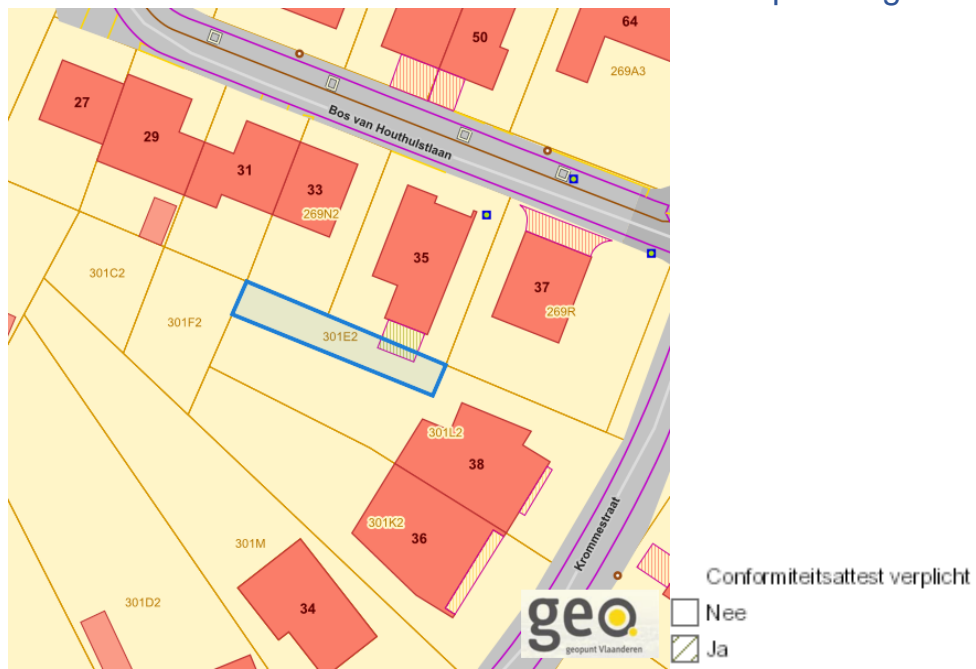 50
64
269A3
27
29
Bos van Houthulstlaan
31
33
269N2
35
37
269R
301C2
301F2
301E2
301L2
38
301K2
36
Krommestraat
301M
34
301D2
geo.
geopunt Vlaanderen
Conformiteitsattest verplicht
Nee
Ja